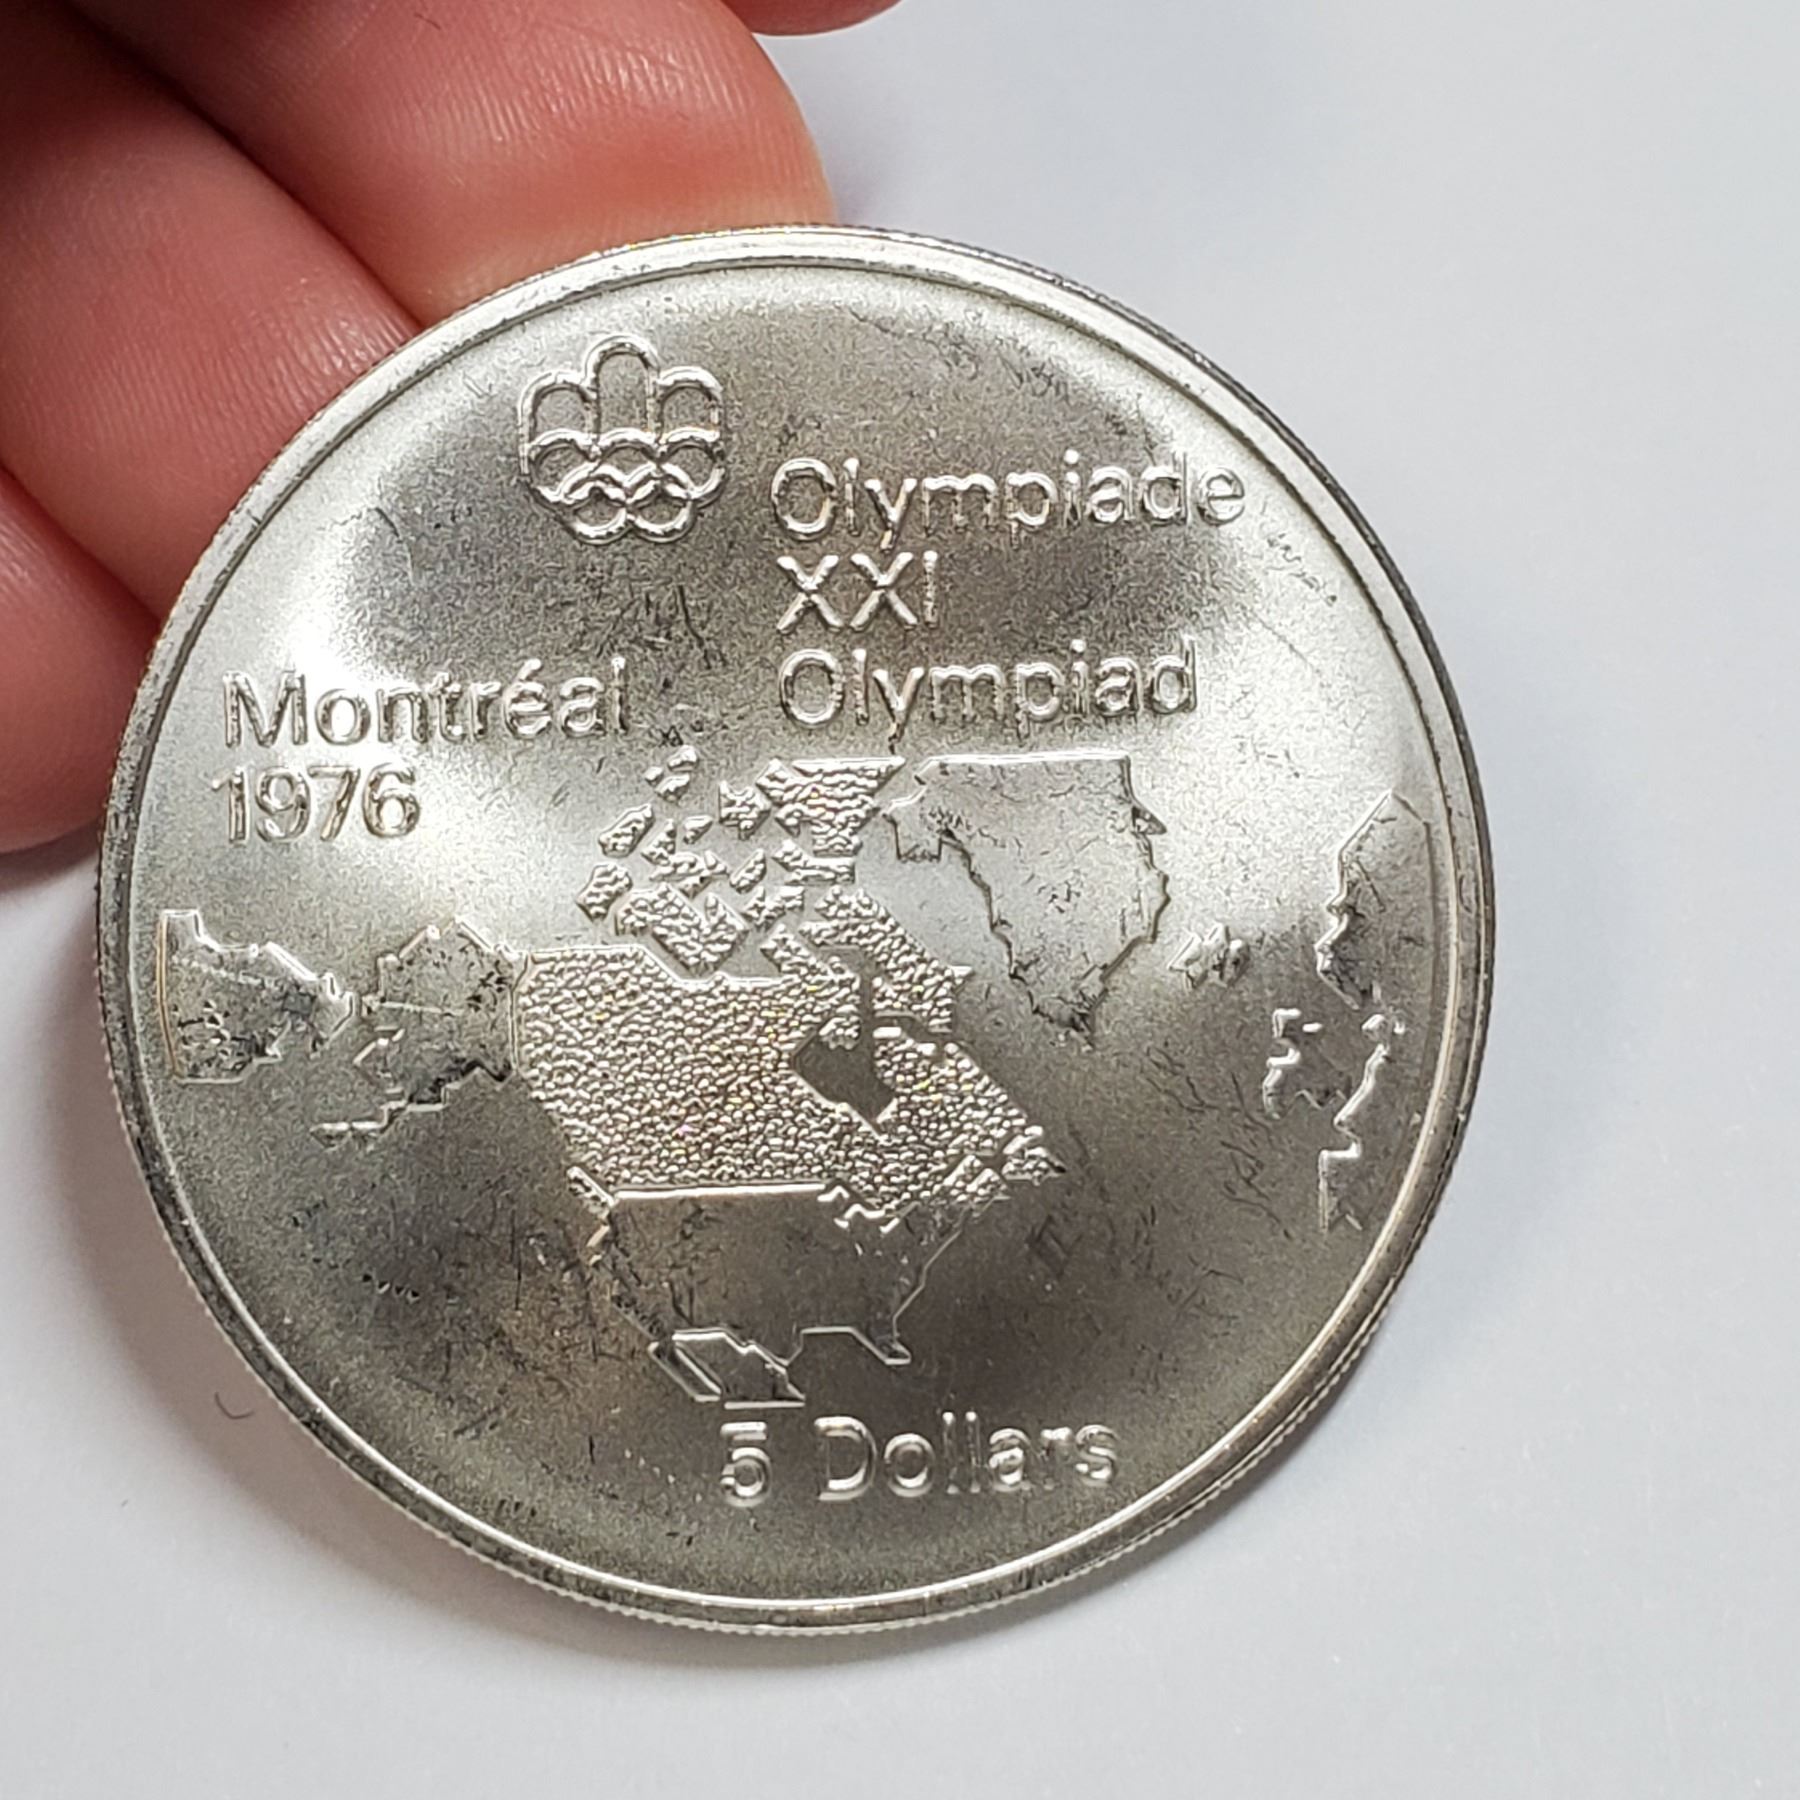 Olympiade
XXI
Olympiad
Montréal
1976
5 Dollars